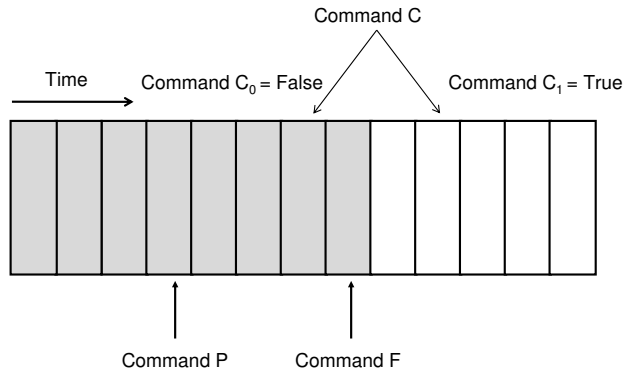 Command C
Time
Command C₀ = False
Command C₁ = True
Command P
Command F